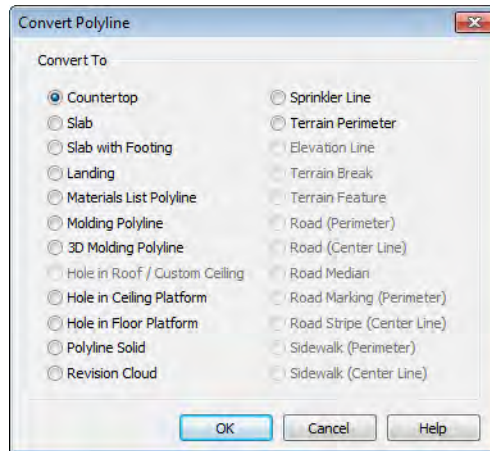 Convert Polyline
Convert To
Countertop
Slab
Slab with Footing
Landing
Materials List Polyline
Molding Polyline
3D Molding Polyline
Hole in Roof / Custom Ceiling
Hole in Ceiling Platform
Hole in Floor Platform
Polyline Solid
Revision Cloud
Sprinkler Line
Terrain Perimeter
Elevation Line
Terrain Break
Terrain Feature
Road (Perimeter)
Road (Center Line)
Road Median
Road Marking (Perimeter)
Road Stripe (Center Line)
Sidewalk (Perimeter)
Sidewalk (Center Line)
OK
Cancel
Help